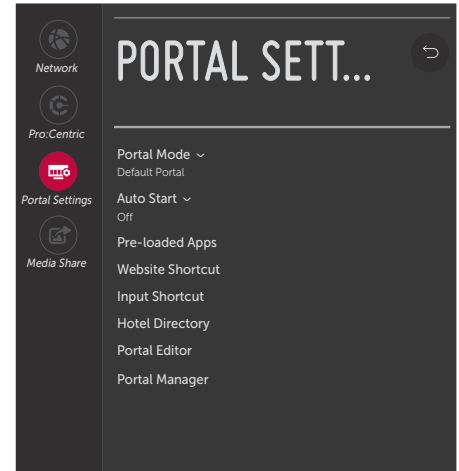 Network
Pro:Centric
Portal Settings
Media Share
PORTAL SETT...
Portal Mode
Default Portal
Auto Start
Off
Pre-loaded Apps
Website Shortcut
Input Shortcut
Hotel Directory
Portal Editor
Portal Manager